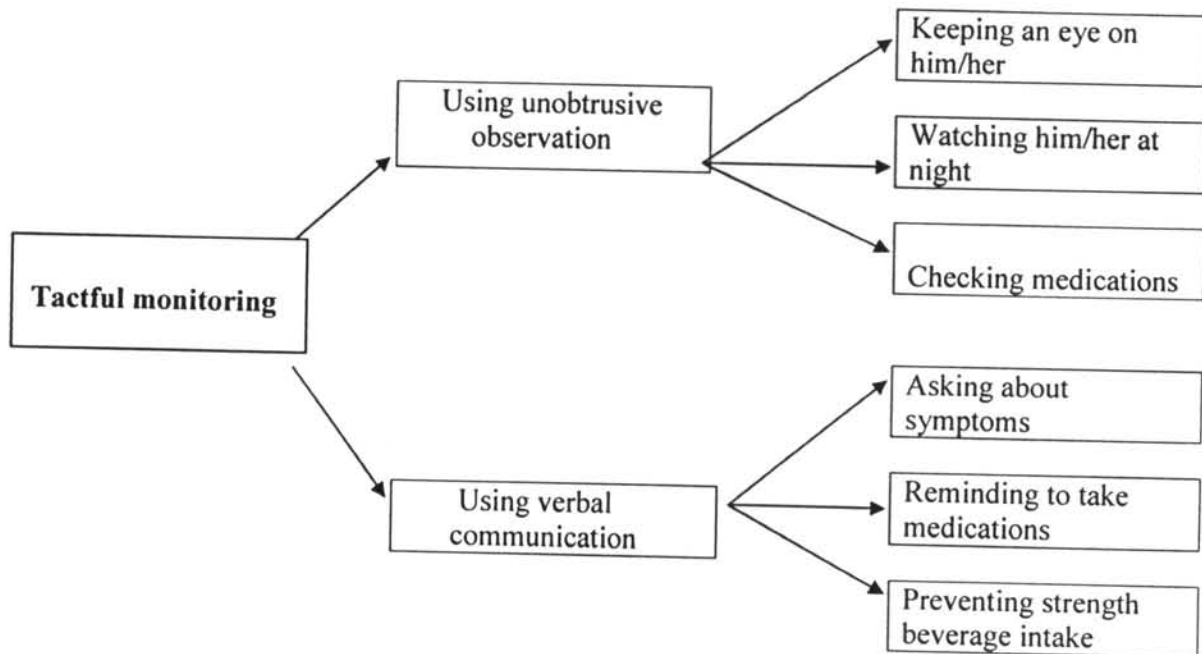 Tactful monitoring
Using unobtrusive
observation
Keeping an eye on
him/her
Watching him/her at
night
Checking medications
Using verbal
communication
Asking about
symptoms
Reminding to take
medications
Preventing strength
beverage intake